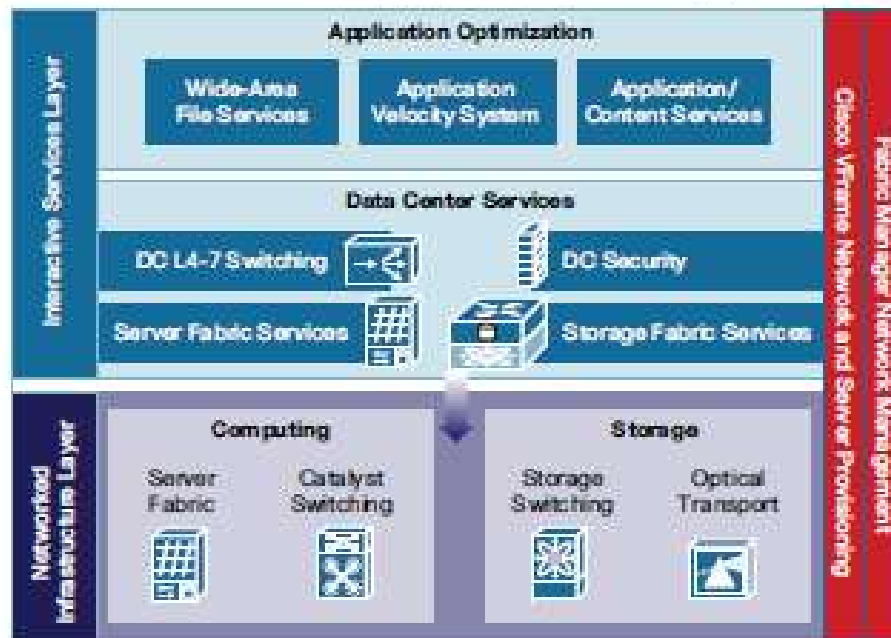 Application Optimization
Wide-Area
File Services
Application
Velocity System
Application/
Content Services
Data Center Services
DC L4-7 Switching
DC Security
Server Fabric Services
Storage Fabric Services
Interactive Services Layer
Computing
Server
Fabric
Catalyst
Switching
Storage
Storage
Switching
Optical
Transport
Networked
Infrastructure Layer
Cisco VFrame Network and Server Provisioning
Fabric Manager Network Management